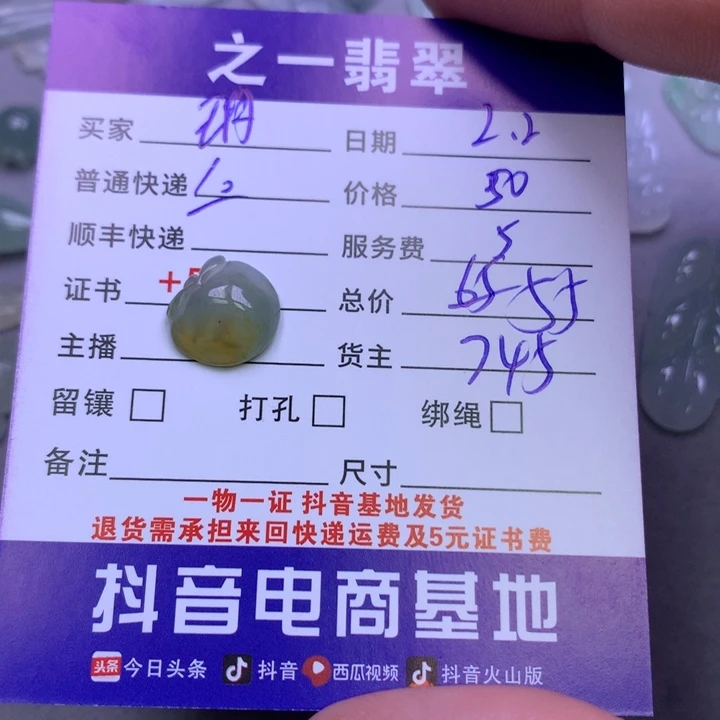 之一翡翠
买家 珊 日期 2.2
普通快递 价格 50
顺丰快递 服务费 5
证书 +5 总价 65 55
主播 货主 745
留镶 打孔 绑绳
备注 尺寸
一物一证 抖音基地发货
退货需承担来回快递运费及5元证书费
抖音电商基地
头条 今日头条 抖音 西瓜视频 抖音火山版